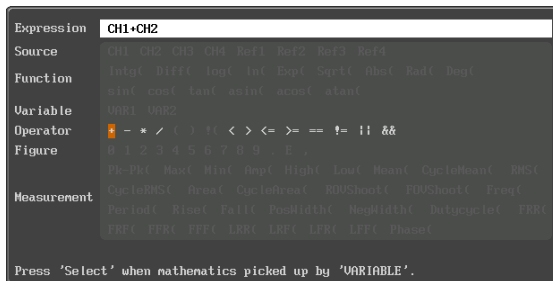 Expression CH1+CH2
Source CH1 CH2 CH3 CH4 Ref1 Ref2 Ref3 Ref4
Function Intg( Diff( log( ln( Exp( Sqrt( Abs( Rad( Deg(
sin( cos( tan( asin( acos( atan(
Variable VAR1 VAR2
Operator + - * / ( ) !( < > <= >= == != || &&
Figure 0 1 2 3 4 5 6 7 8 9 . E ,
Measurement Pk-Pk( Max( Min( Amp( High( Low( Mean( CycleMean( RMS(
CycleRMS( Area( CycleArea( ROVShoot( FOVShoot( Freq(
Period( Rise( Fall( PosWidth( NegWidth( Dutycycle( FRR(
FRF( FFR( FFF( LRR( LRF( LFR( LFF( Phase(
Press 'Select' when mathematics picked up by 'VARIABLE'.